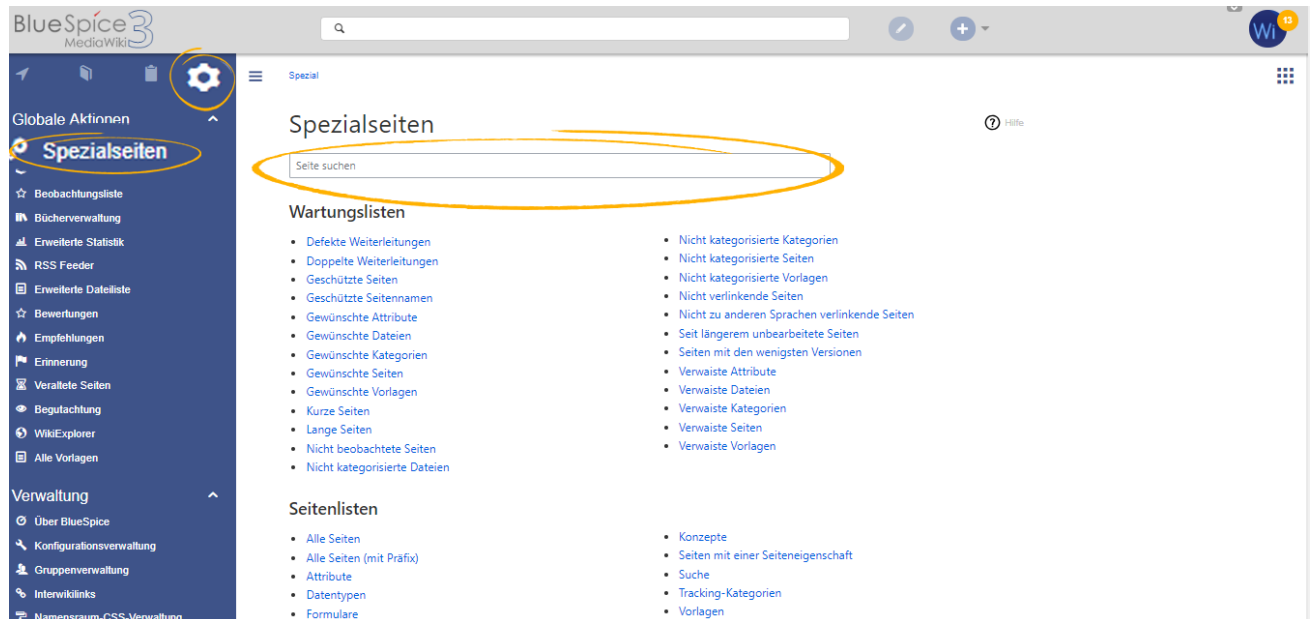 BlueSpice 3
MediaWiki
13
Wi
Spezial
Globale Aktionen
Spezialseiten
Beobachtungsliste
Bücherverwaltung
Erweiterte Statistik
RSS Feeder
Erweiterte Dateiliste
Bewertungen
Empfehlungen
Erinnerung
Veraltete Seiten
Begutachtung
WikiExplorer
Alle Vorlagen
Verwaltung
Über BlueSpice
Konfigurationsverwaltung
Gruppenverwaltung
Interwikilinks
Namensraum-CSS-Verwaltung
Spezialseiten
Hilfe
Seite suchen
Wartungslisten
Defekte Weiterleitungen
Doppelte Weiterleitungen
Geschützte Seiten
Geschützte Seitennamen
Gewünschte Attribute
Gewünschte Dateien
Gewünschte Kategorien
Gewünschte Seiten
Gewünschte Vorlagen
Kurze Seiten
Lange Seiten
Nicht beobachtete Seiten
Nicht kategorisierte Dateien
Nicht kategorisierte Kategorien
Nicht kategorisierte Seiten
Nicht kategorisierte Vorlagen
Nicht verlinkende Seiten
Nicht zu anderen Sprachen verlinkende Seiten
Seit längerem unbearbeitete Seiten
Seiten mit den wenigsten Versionen
Verwaiste Attribute
Verwaiste Dateien
Verwaiste Kategorien
Verwaiste Seiten
Verwaiste Vorlagen
Seitenlisten
Alle Seiten
Alle Seiten (mit Präfix)
Attribute
Datentypen
Formulare
Konzepte
Seiten mit einer Seiteneigenschaft
Suche
Tracking-Kategorien
Vorlagen